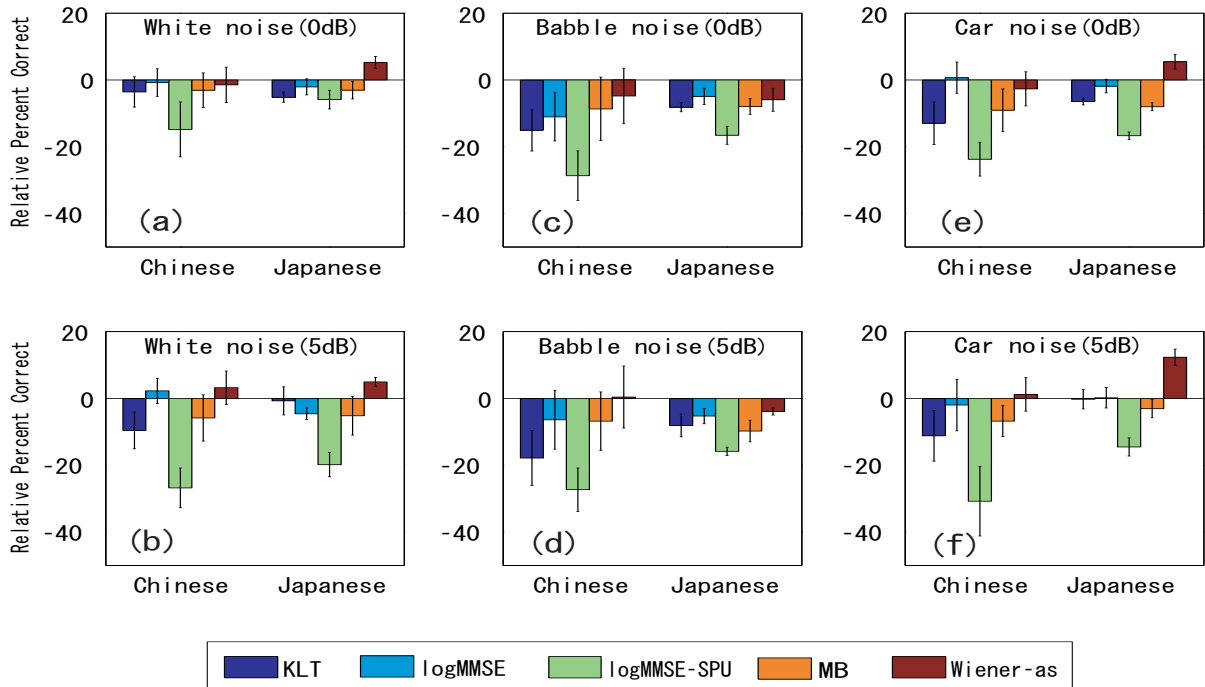 White noise(0dB)
Relative Percent Correct
20
0
-20
-40
(a)
Chinese Japanese
Babble noise(0dB)
20
0
-20
-40
(c)
Chinese Japanese
Car noise(0dB)
20
0
-20
-40
(e)
Chinese Japanese
White noise(5dB)
Relative Percent Correct
20
0
-20
-40
(b)
Chinese Japanese
Babble noise(5dB)
20
0
-20
-40
(d)
Chinese Japanese
Car noise(5dB)
20
0
-20
-40
(f)
Chinese Japanese
KLT logMMSE logMMSE-SPU MB Wiener-as